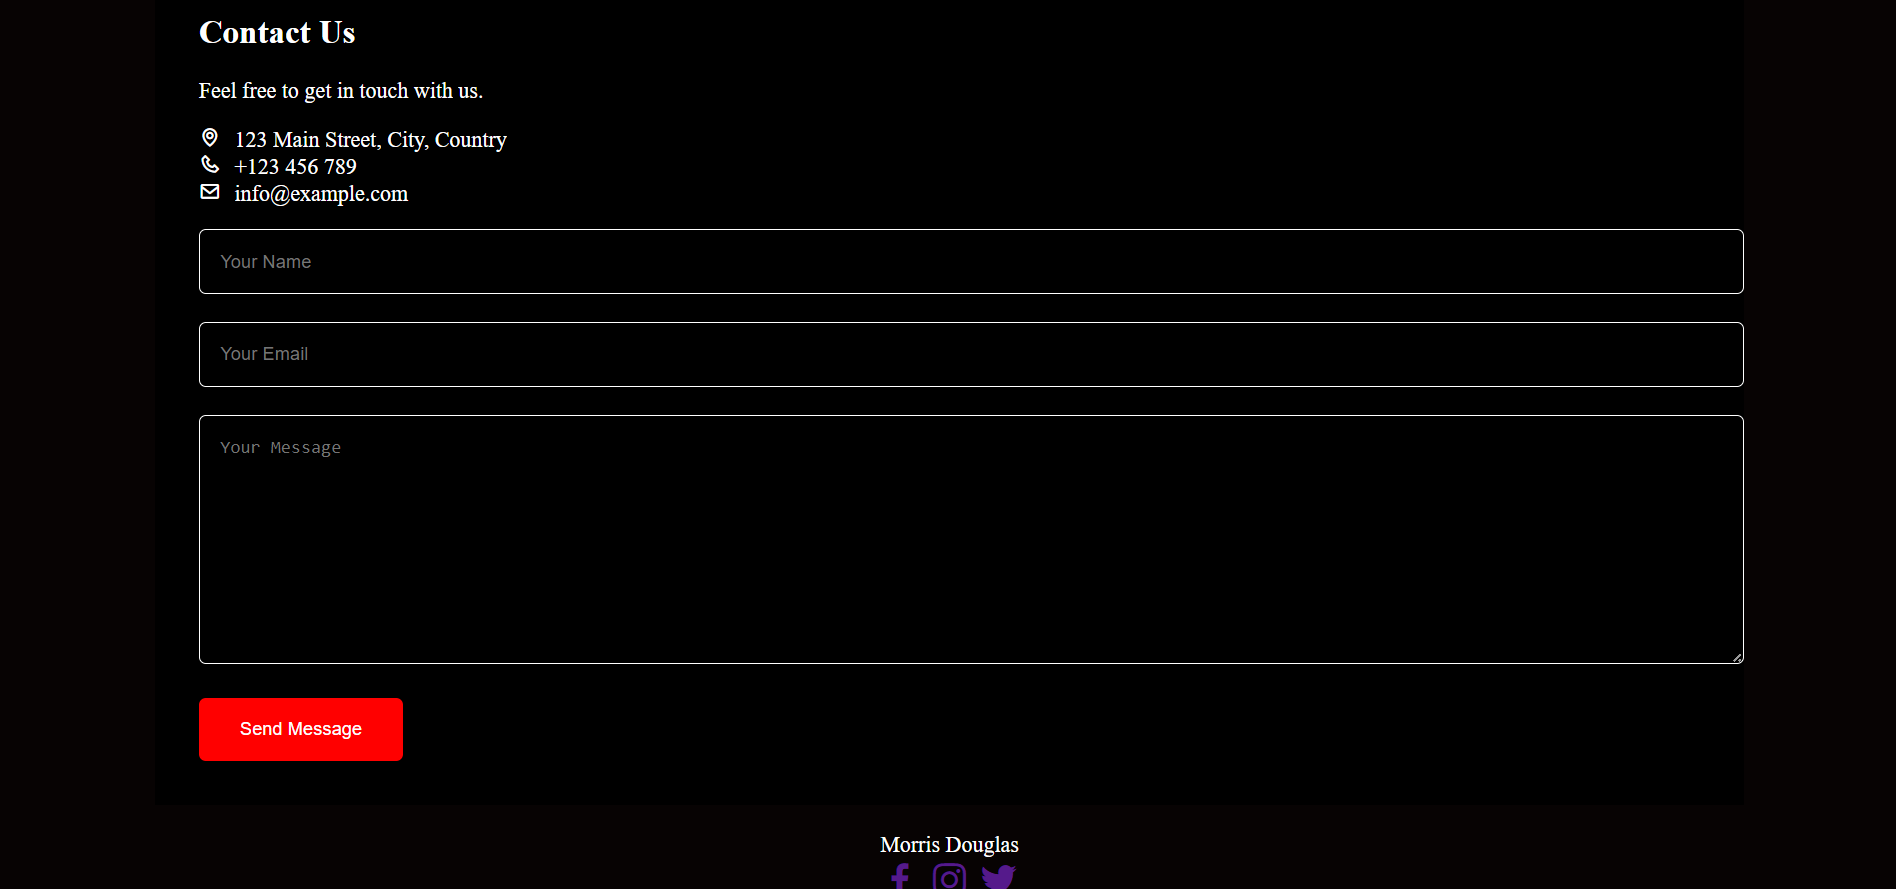 Contact Us
Feel free to get in touch with us.
123 Main Street, City, Country
+123 456 789
info@example.com
Your Name
Your Email
Your Message
Send Message
Morris Douglas